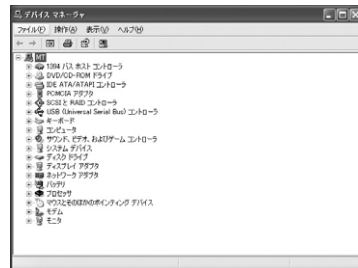 デバイス マネージャ
ファイル(F) 操作(A) 表示(V) ヘルプ(H)
MT
1394 バス ホスト コントローラ
DVD/CD-ROM ドライブ
IDE ATA/ATAPI コントローラ
PCMCIA アダプタ
SCSI と RAID コントローラ
USB (Universal Serial Bus) コントローラ
キーボード
コンピュータ
サウンド、ビデオ、およびゲーム コントローラ
システム デバイス
ディスク ドライブ
ディスプレイ アダプタ
ネットワーク アダプタ
バッテリ
プロセッサ
マウスとそのほかのポインティング デバイス
モデム
モニタ